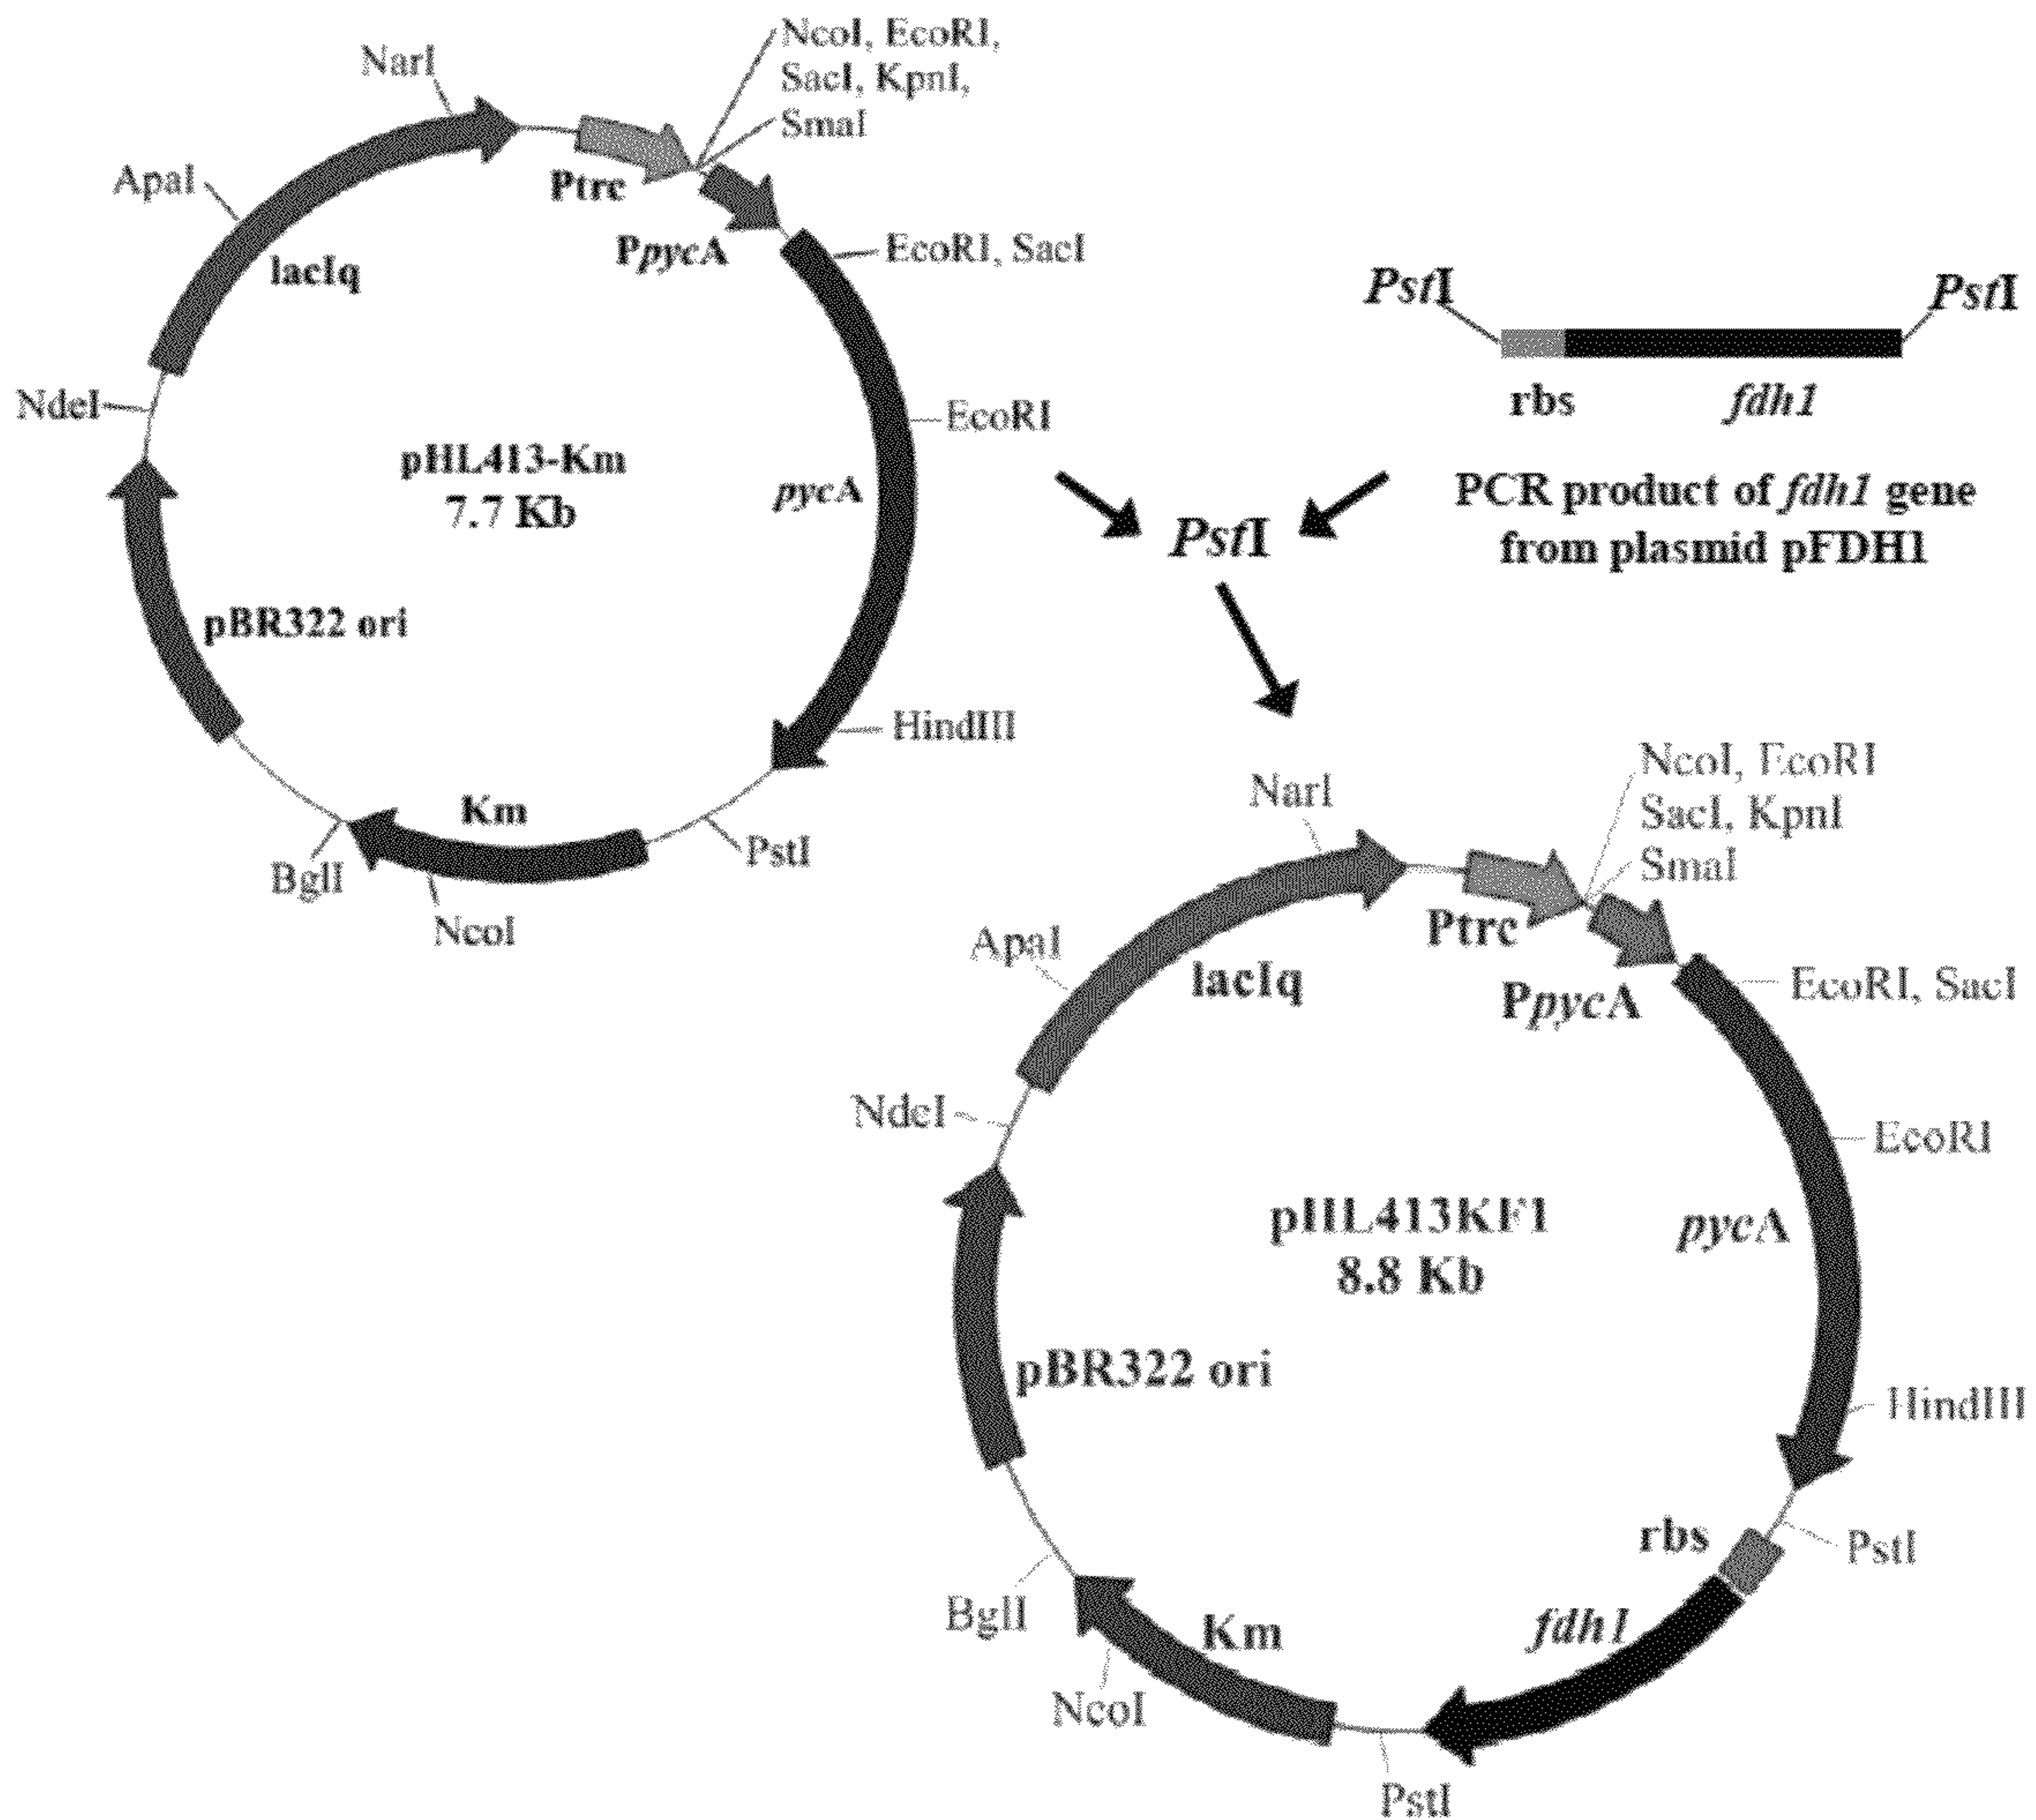 NcoI, EcoRI,
SacI, KpnI,
SmaI
NarI
ApaI
Ptrc
PpycA
lacIq
EcoRI, SacI
NdeI
EcoRI
pHL413-Km
7.7 Kb
pycA
pBR322 ori
HindIII
Km
PstI
BglI
NcoI
PstI
PstI
rbs
fdh1
PCR product of fdh1 gene
from plasmid pFDH1
PstI
NcoI, EcoRI
SacI, KpnI
SmaI
NarI
ApaI
Ptrc
lacIq
PpycA
EcoRI, SacI
NdeI
EcoRI
pHL413KF1
8.8 Kb
pycA
pBR322 ori
HindIII
rbs
PstI
BglI
Km
fdh1
NcoI
PstI